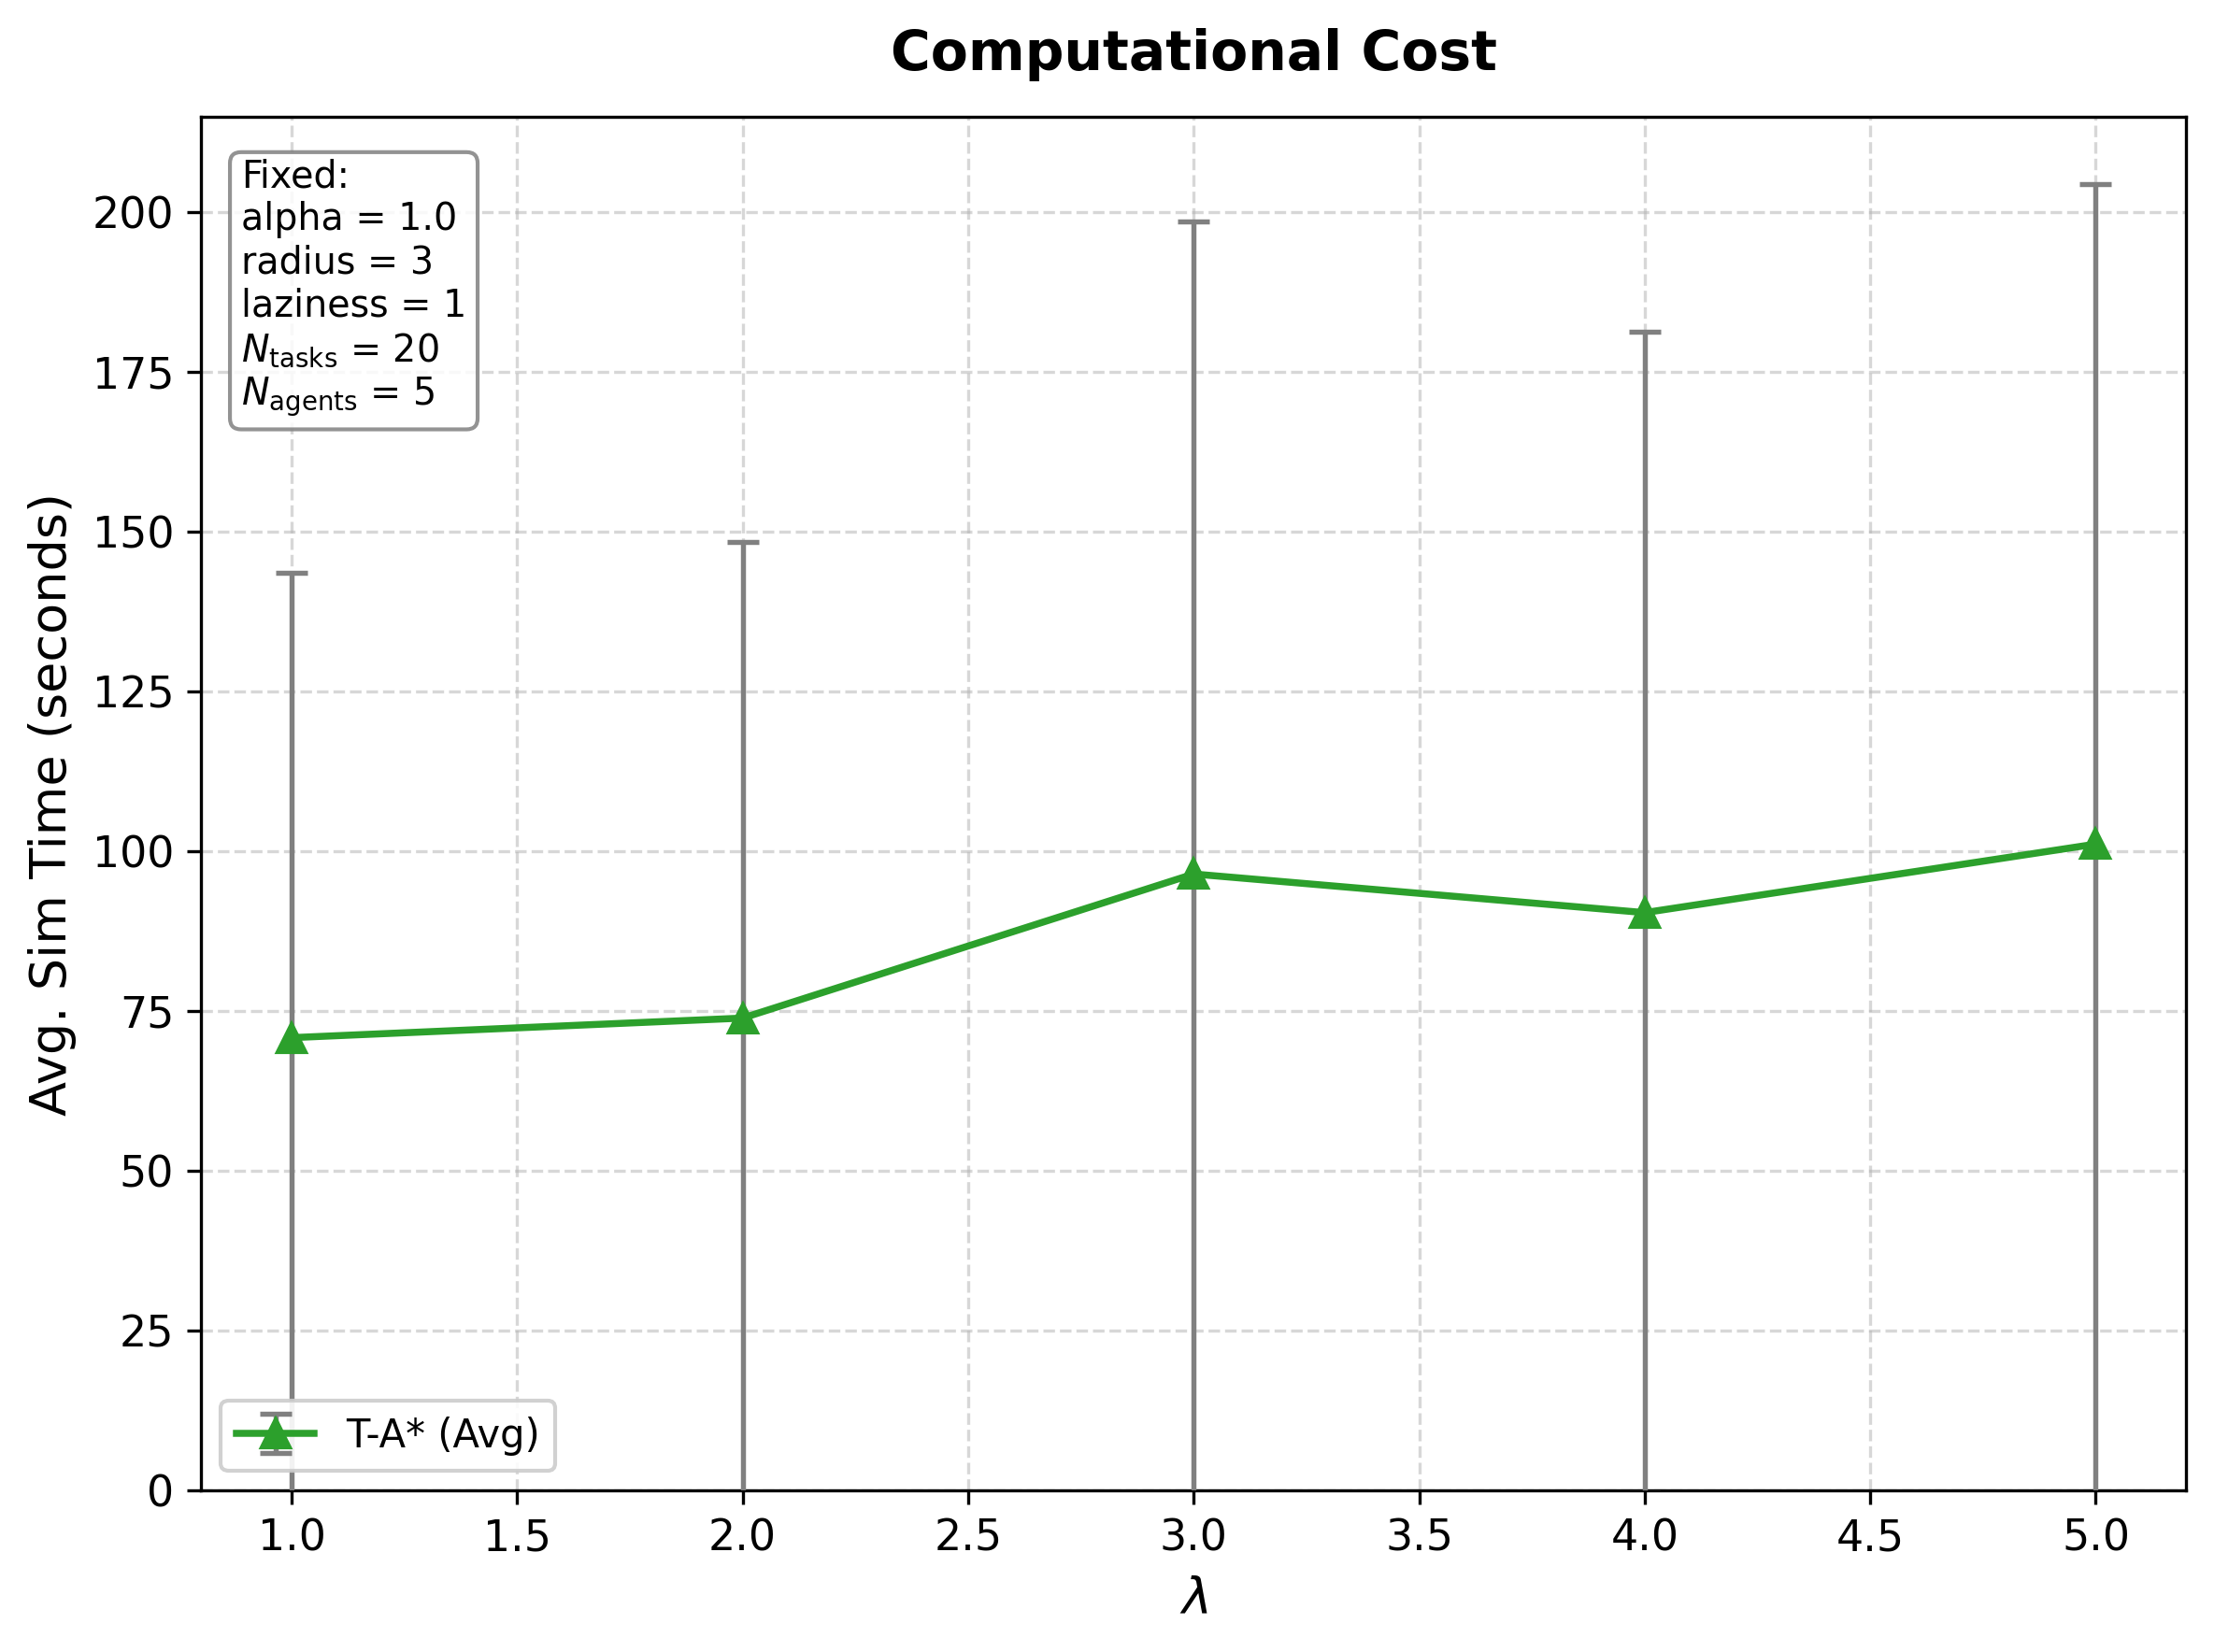 Computational Cost
Fixed:
alpha = 1.0
radius = 3
laziness = 1
N_tasks = 20
N_agents = 5
Avg. Sim Time (seconds)
200
175
150
125
100
75
50
25
0
T-A* (Avg)
1.0 1.5 2.0 2.5 3.0 3.5 4.0 4.5 5.0
λ